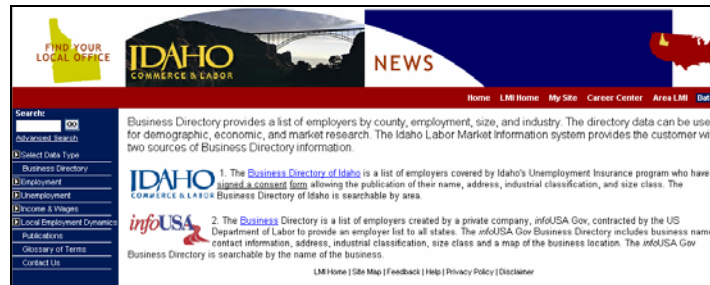 FIND YOUR
LOCAL OFFICE
IDAHO
COMMERCE & LABOR
NEWS
Home LMI Home My Site Career Center Area LMI
Search:
GO
Advanced Search
Select Data Type
Business Directory
Employment
Unemployment
Income & Wages
Local Employment Dynamics
Publications
Glossary of Terms
Contact Us
Business Directory provides a list of employers by county, employment, size, and industry. The directory data can be use
for demographic, economic, and market research. The Idaho Labor Market Information system provides the customer wi
two sources of Business Directory information.
IDAHO
COMMERCE & LABOR
1. The Business Directory of Idaho is a list of employers covered by Idaho's Unemployment Insurance program who have
signed a consent form allowing the publication of their name, address, industrial classification, and size class. The
Business Directory of Idaho is searchable by area.
infoUSA
2. The Business Directory is a list of employers created by a private company, infoUSA Gov, contracted by the US
Department of Labor to provide an employer list to all states. The infoUSA Gov Business Directory includes business name
contact information, address, industrial classification, size class and a map of the business location. The infoUSA Gov
Business Directory is searchable by the name of the business.
LMI Home | Site Map | Feedback | Help | Privacy Policy | Disclaimer